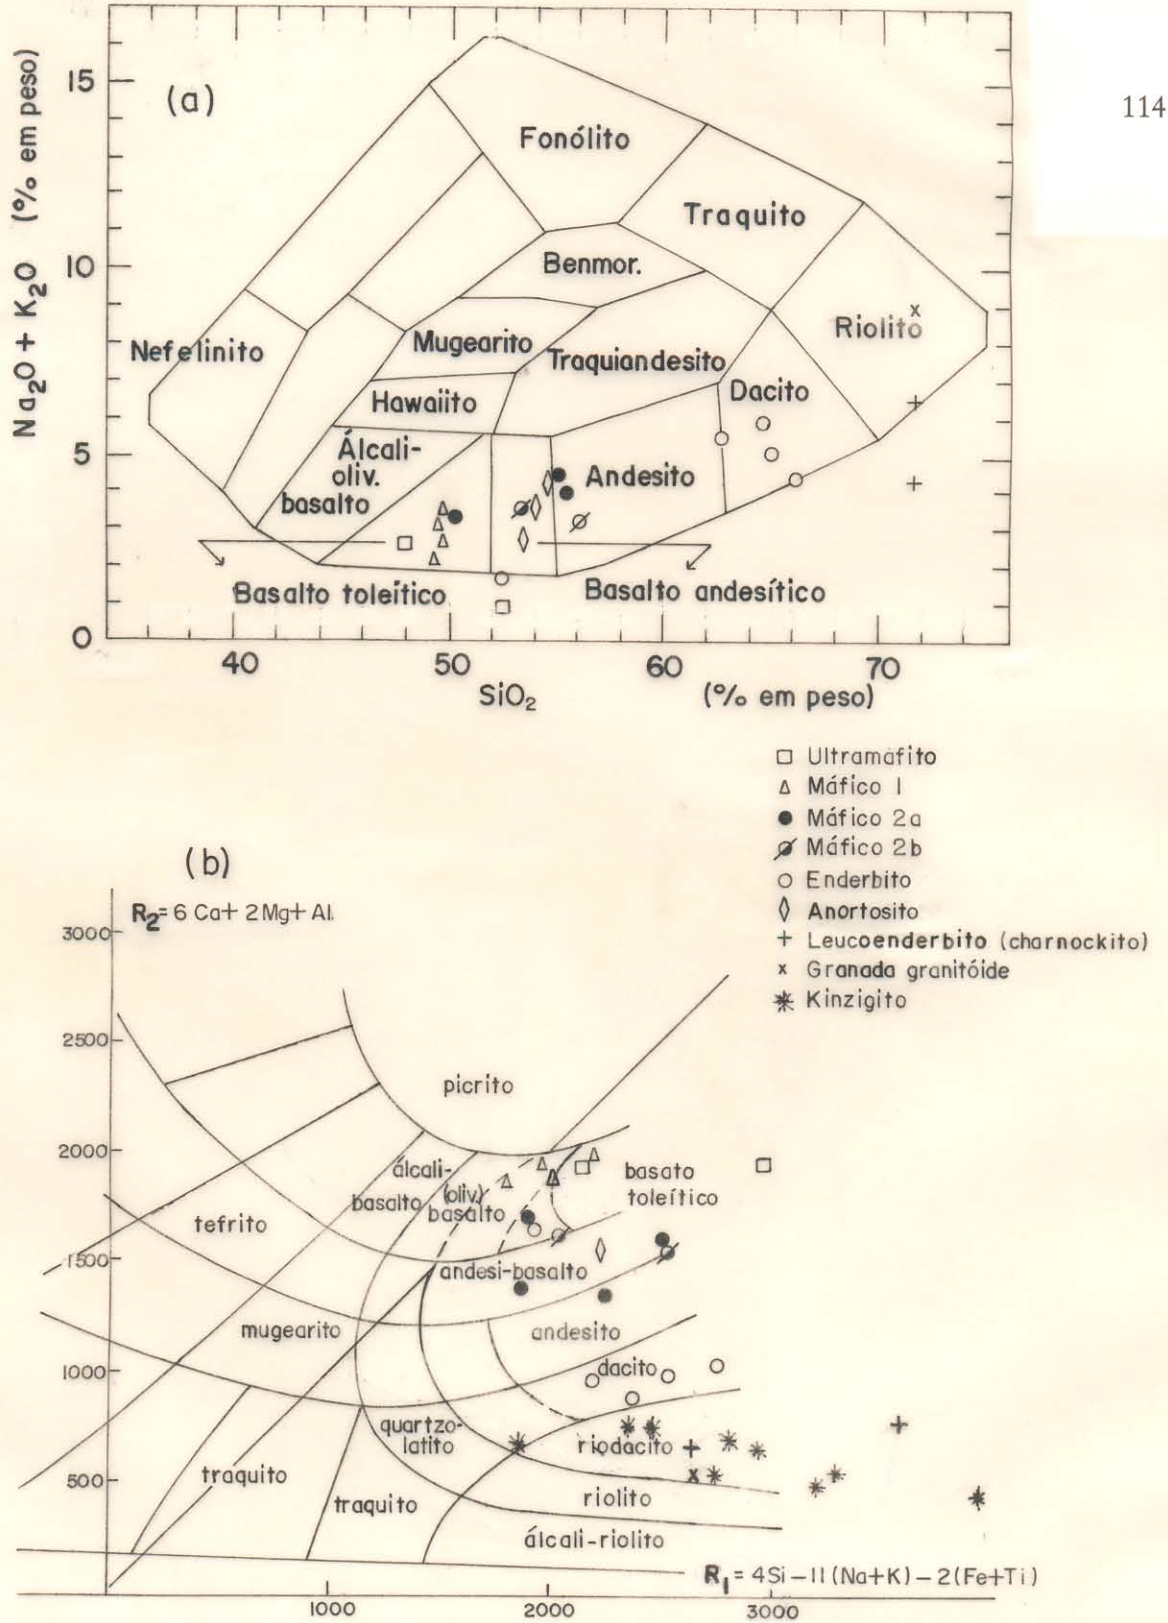 114
Na₂O + K₂O (% em peso)
15
10
5
0
(a)
Fonólito
Traquito
Benmor.
Riolito
Nefelinito
Mugearito
Traquiandesito
Hawaiito
Dacito
Álcali-
oliv.
basalto
Andesito
Basalto toleítico
Basalto andesítico
40
50
60
70
SiO₂
(% em peso)
Ultramafito
Máfico 1
Máfico 2a
Máfico 2b
Enderbito
Anortosito
Leucoenderbito (charnockito)
Granada granitóide
Kinzigito
(b)
R₂= 6 Ca+ 2Mg+ Al
3000
2500
2000
1500
1000
500
picrito
álcali-
basalto
(oliv.)
basalto
basato
toleítico
tefrito
andesi-basalto
mugearito
andesito
dacito
quartzo-
latito
riodacito
traquito
traquito
riolito
álcali-riolito
R₁ = 4Si – 11(Na+K) – 2(Fe+Ti)
1000
2000
3000